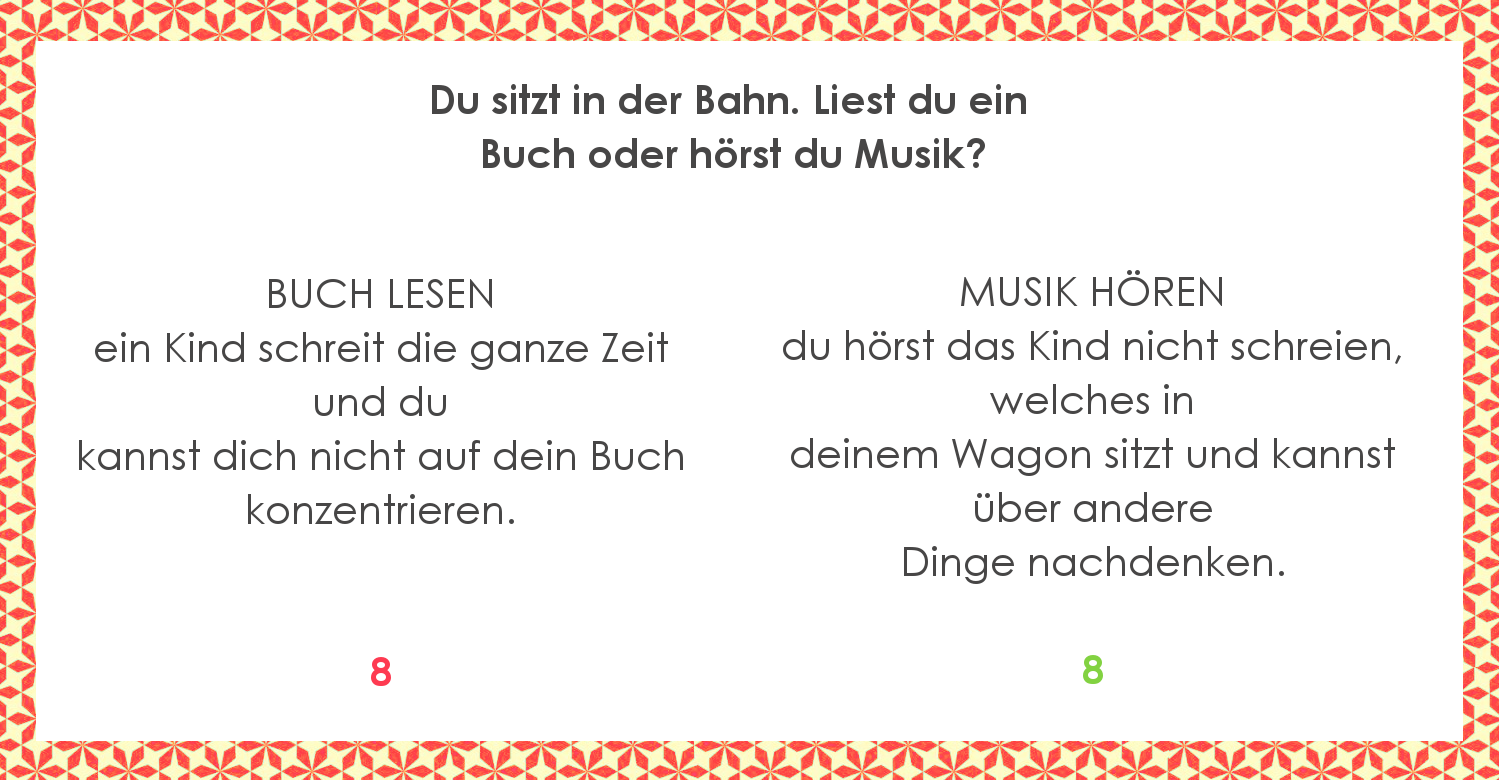 Du sitzt in der Bahn. Liest du ein
Buch oder hörst du Musik?
BUCH LESEN
ein Kind schreit die ganze Zeit
und du
kannst dich nicht auf dein Buch
konzentrieren.
8
MUSIK HÖREN
du hörst das Kind nicht schreien,
welches in
deinem Wagon sitzt und kannst
über andere
Dinge nachdenken.
8